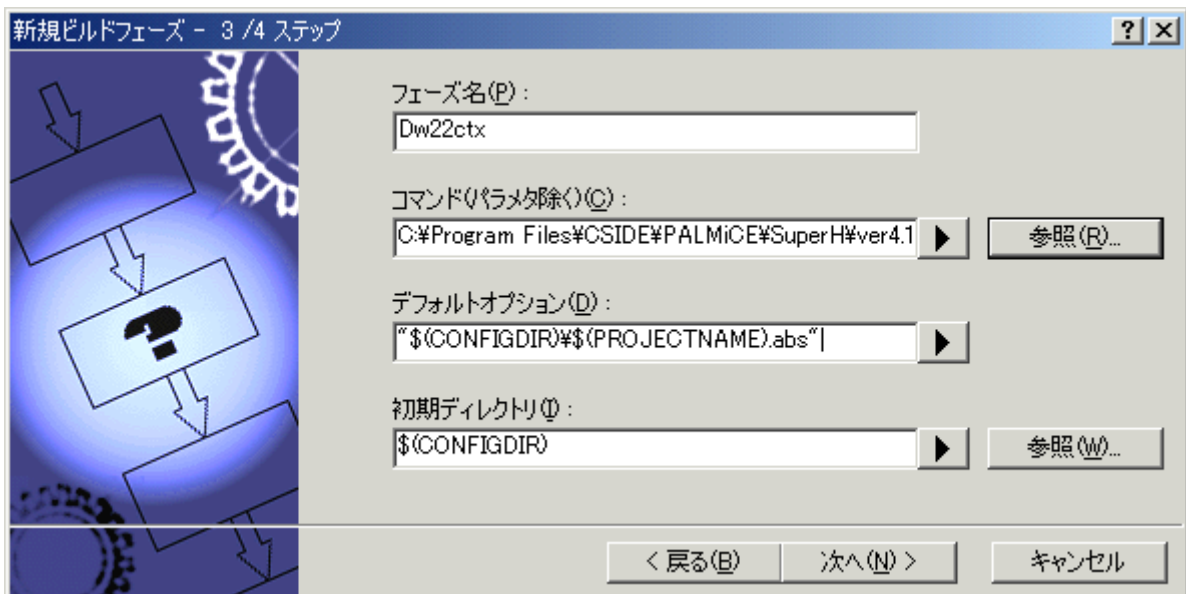 新規ビルドフェーズ - 3 /4 ステップ
フェーズ名(P) :
Dw22ctx
コマンド(パラメタ除く)(C) :
C:¥Program Files¥CSIDE¥PALMiCE¥SuperH¥ver4.1
参照(R)...
デフォルトオプション(D) :
"$(CONFIGDIR)¥$(PROJECTNAME).abs"
初期ディレクトリ(I) :
$(CONFIGDIR)
参照(W)...
< 戻る(B)
次へ(N) >
キャンセル